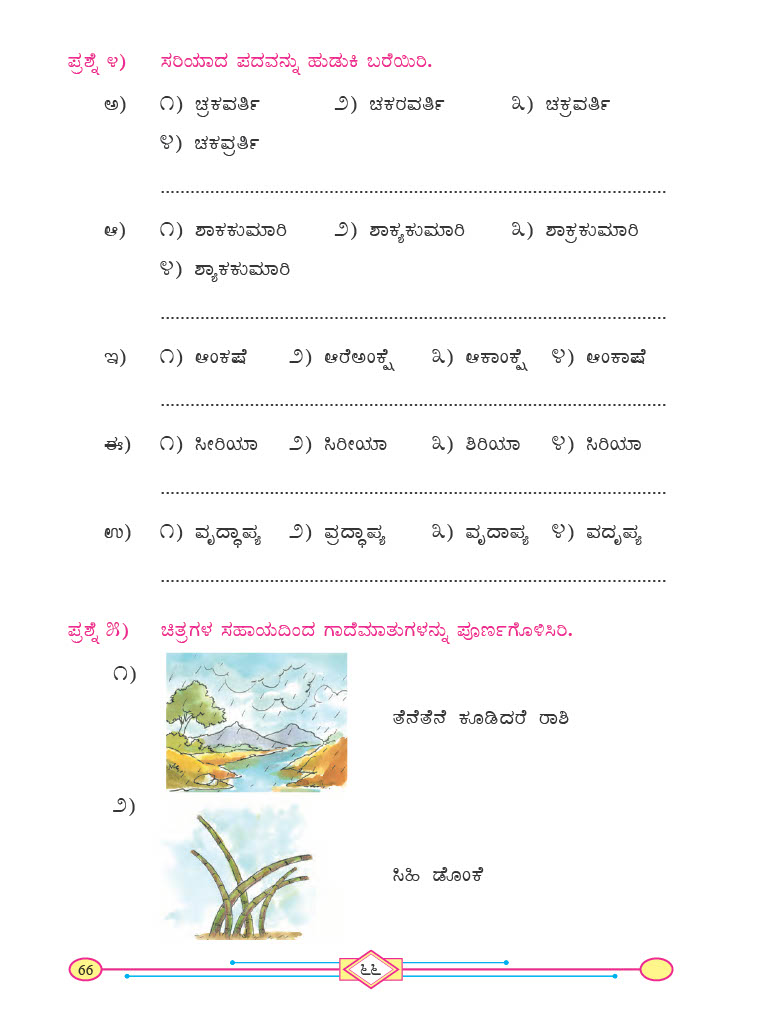 ಪ್ರಶ್ನೆ ೪) ಸರಿಯಾದ ಪದವನ್ನು ಹುಡುಕಿ ಬರೆಯಿರಿ.
ಅ) ೧) ಚ್ರಕವರ್ತಿ ೨) ಚಕರವರ್ತಿ ೩) ಚಕ್ರವರ್ತಿ
೪) ಚಕವ್ರರ್ತಿ
....................................................................................................
ಆ) ೧) ಶಾಕಕುಮಾರಿ ೨) ಶಾಕ್ಯಕುಮಾರಿ ೩) ಶಾಕ್ರಕುಮಾರಿ
೪) ಶ್ಯಾಕಕುಮಾರಿ
....................................................................................................
ಇ) ೧) ಆಂಕಷೆ ೨) ಆರೆಅಂಕ್ಷೆ ೩) ಆಕಾಂಕ್ಷೆ ೪) ಆಂಕಾಷೆ
....................................................................................................
ಈ) ೧) ಸೀರಿಯಾ ೨) ಸಿರೀಯಾ ೩) ಶಿರಿಯಾ ೪) ಸಿರಿಯಾ
....................................................................................................
ಉ) ೧) ವೃದ್ಧಾಪ್ಯ ೨) ವ್ರದ್ಧಾಪ್ಯ ೩) ವೃದಾಪ್ಯ ೪) ವದೃಪ್ಯ
....................................................................................................
ಪ್ರಶ್ನೆ ೫) ಚಿತ್ರಗಳ ಸಹಾಯದಿಂದ ಗಾದೆಮಾತುಗಳನ್ನು ಪೂರ್ಣಗೊಳಿಸಿರಿ.
೧)
ತೆನೆತೆನೆ ಕೂಡಿದರೆ ರಾಶಿ
೨)
ಸಿಹಿ ಡೊಂಕೆ
66 ೬೬